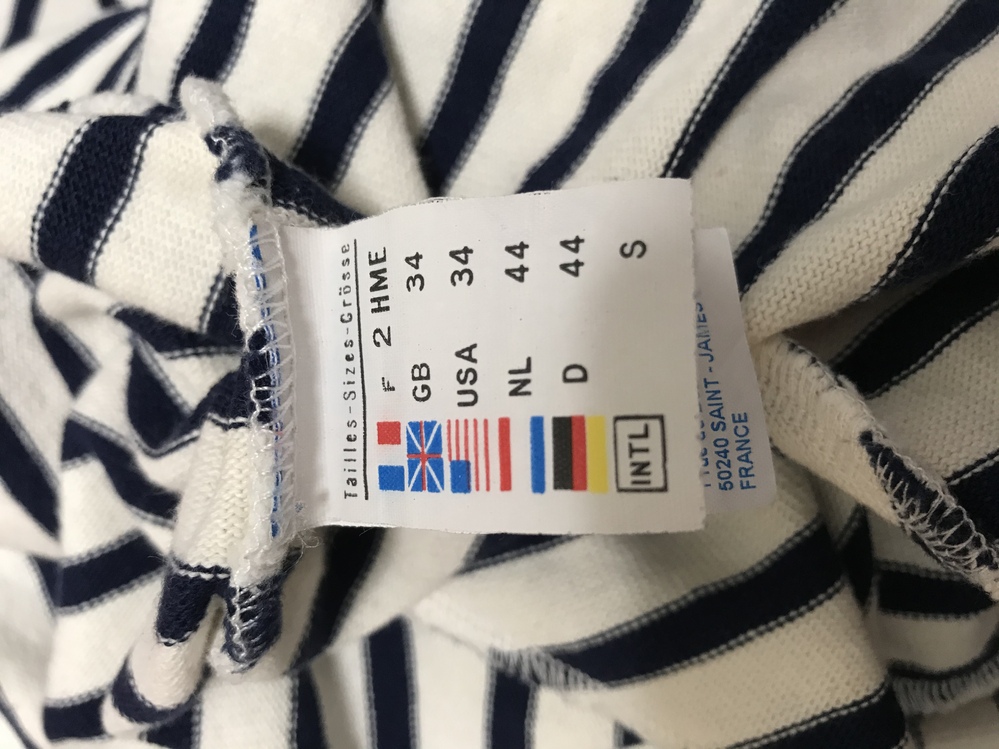 Tailles-Sizes-Grösse
F 2 HME
GB 34
USA 34
NL 44
D 44
INTL S
50240 SAINT-JAMES
FRANCE